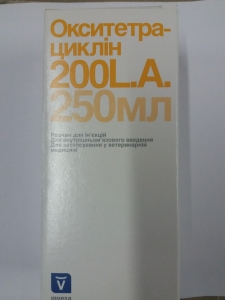 Окситетра-
циклін
200L.A.
250мл
Розчин для ін'єкцій
Для внутрішньом'язового введення
Для застосування у ветеринарній
медицині